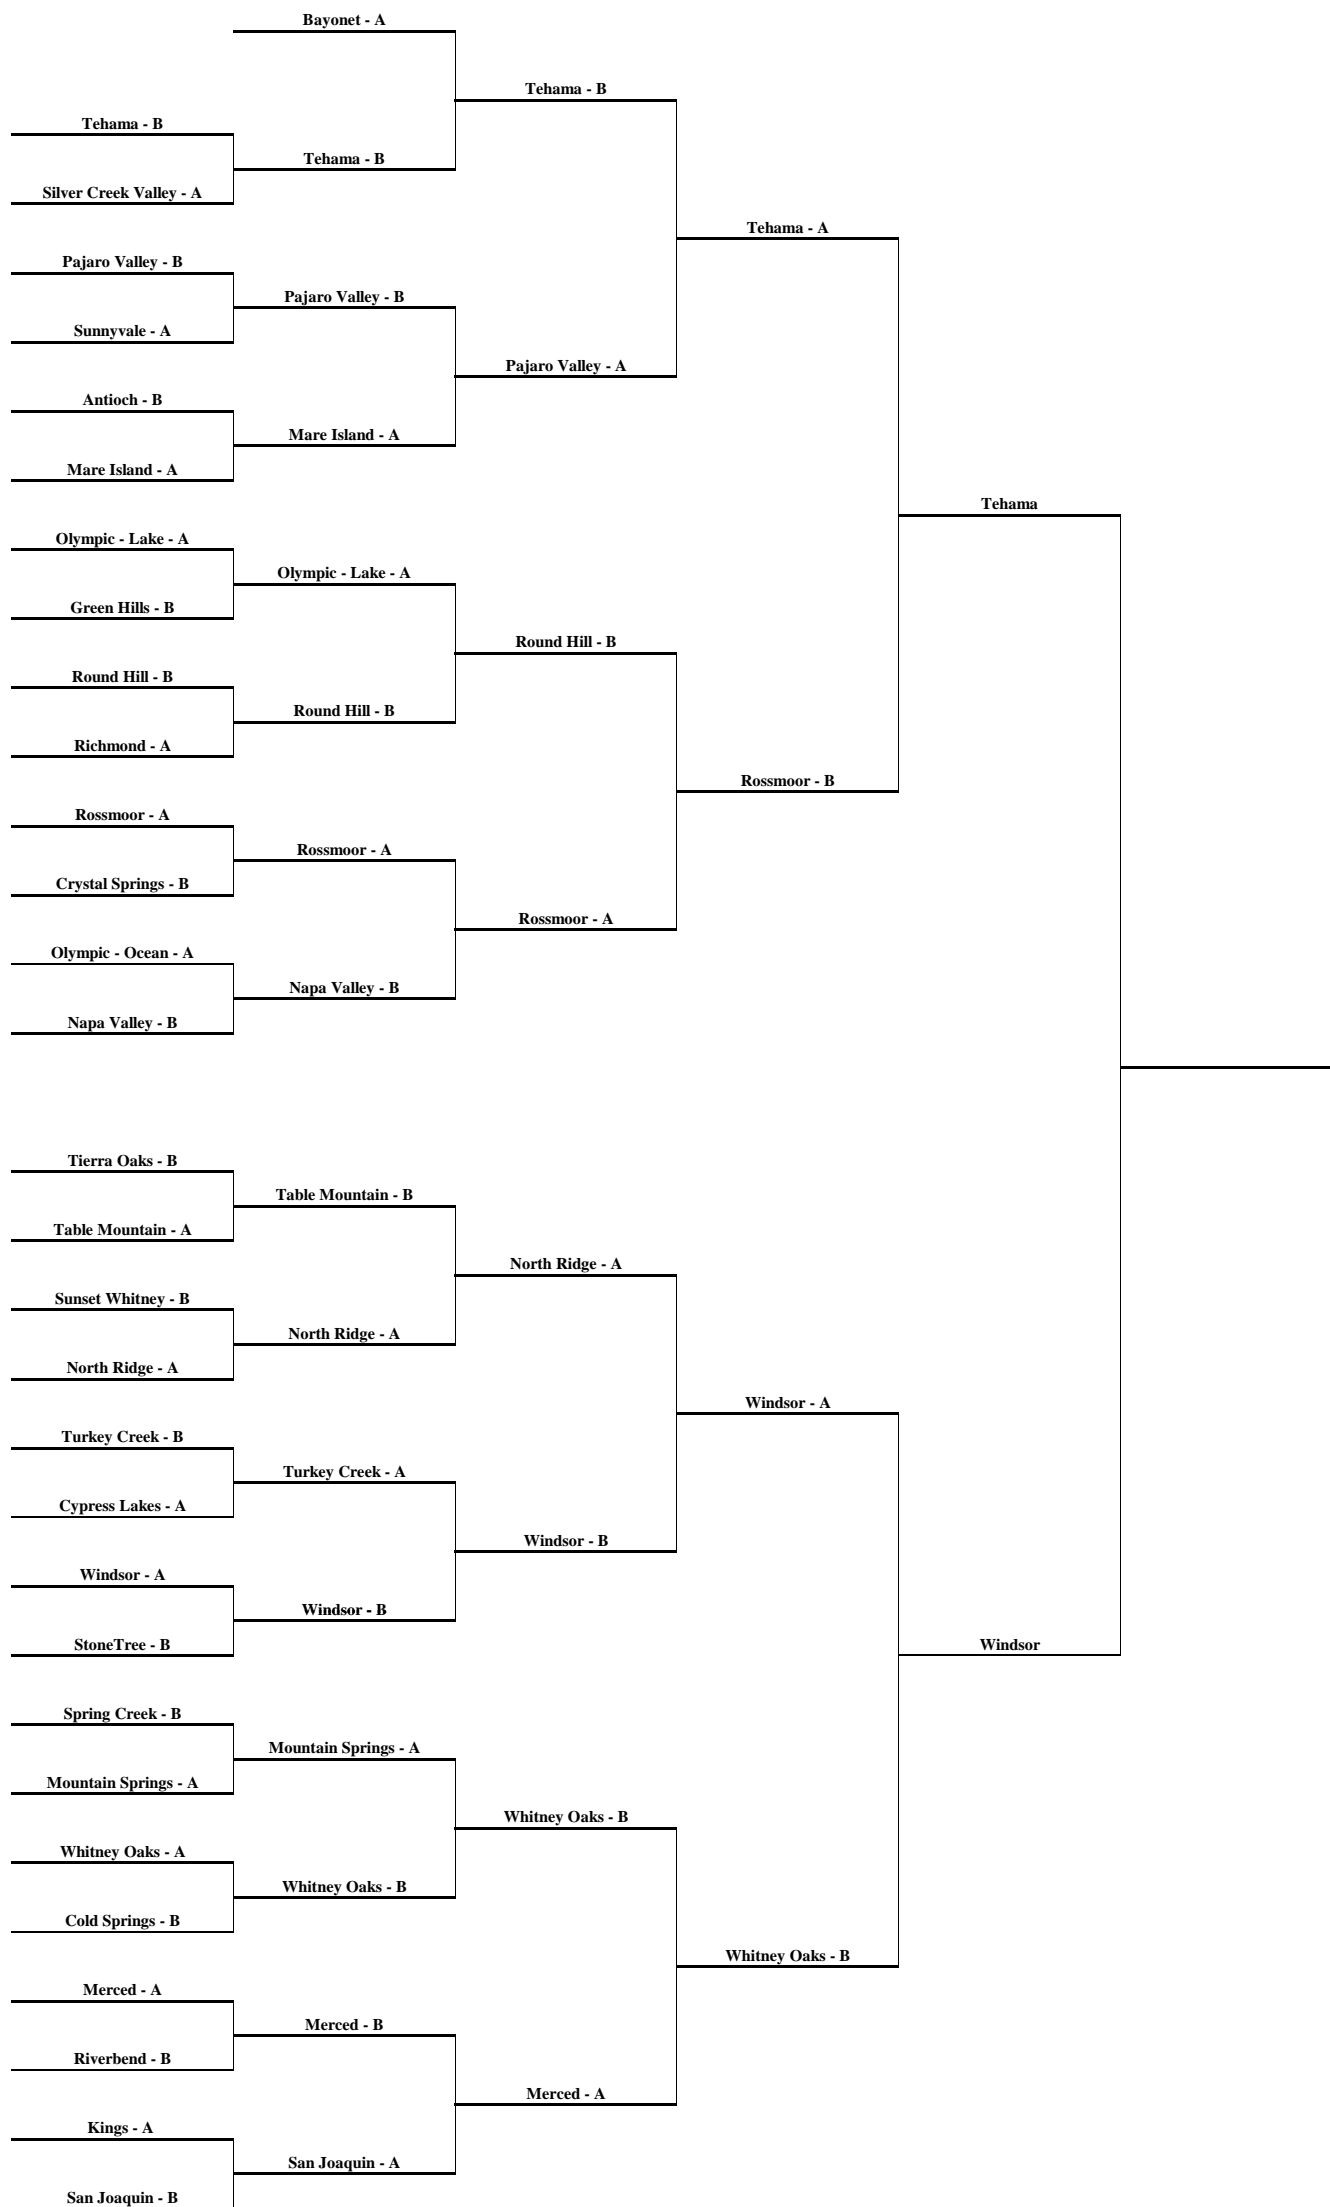 Bayonet - A
Tehama - B
Tehama - B
Tehama - B
Silver Creek Valley - A
Tehama - A
Pajaro Valley - B
Pajaro Valley - B
Sunnyvale - A
Pajaro Valley - A
Antioch - B
Mare Island - A
Mare Island - A
Tehama
Olympic - Lake - A
Olympic - Lake - A
Green Hills - B
Round Hill - B
Round Hill - B
Round Hill - B
Richmond - A
Rossmoor - B
Rossmoor - A
Rossmoor - A
Crystal Springs - B
Rossmoor - A
Olympic - Ocean - A
Napa Valley - B
Napa Valley - B
Tierra Oaks - B
Table Mountain - B
Table Mountain - A
North Ridge - A
Sunset Whitney - B
North Ridge - A
North Ridge - A
Windsor - A
Turkey Creek - B
Turkey Creek - A
Cypress Lakes - A
Windsor - B
Windsor - A
Windsor - B
StoneTree - B
Windsor
Spring Creek - B
Mountain Springs - A
Mountain Springs - A
Whitney Oaks - B
Whitney Oaks - A
Whitney Oaks - B
Cold Springs - B
Whitney Oaks - B
Merced - A
Merced - B
Riverbend - B
Merced - A
Kings - A
San Joaquin - A
San Joaquin - B